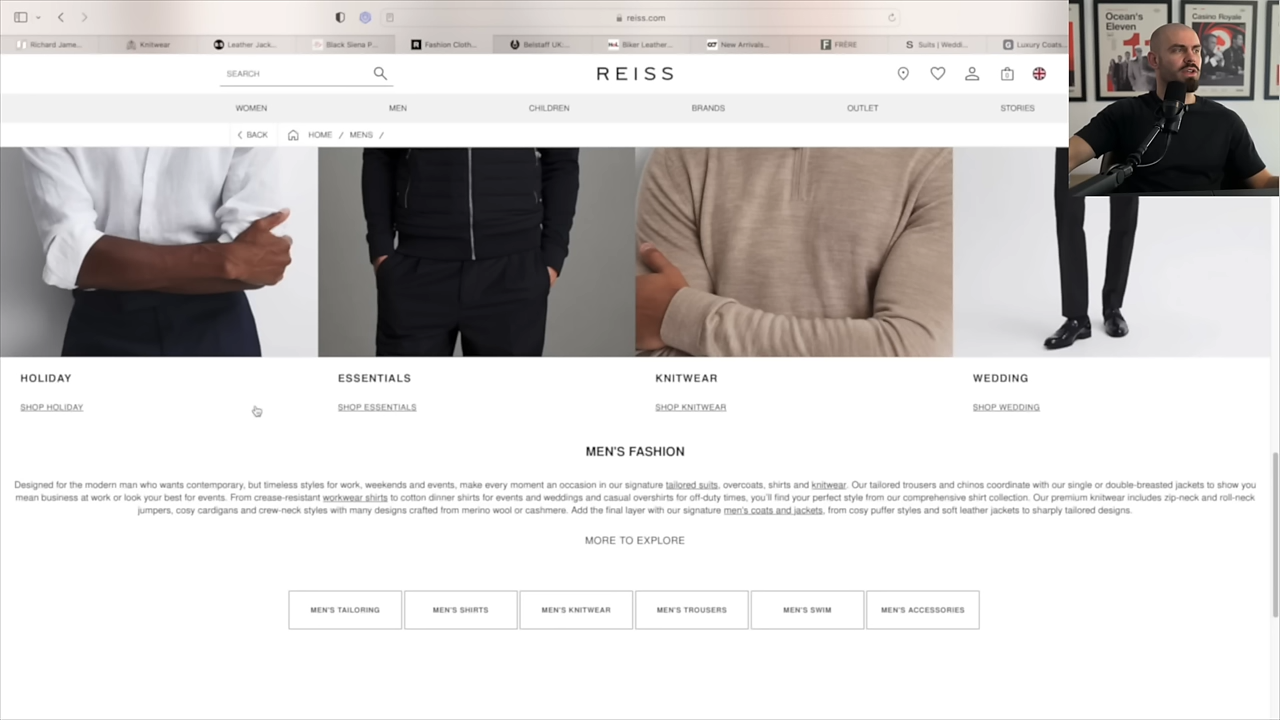 reiss.com
Richard Jame...
Knitwear
Leather Jack...
Black Siena P...
Fashion Cloth...
Belstaff UK:...
Biker Leather...
New Arrivals...
FRÈRE
Suits | Weddi...
Luxury Coats...
SEARCH
REISS
WOMEN
MEN
CHILDREN
BRANDS
OUTLET
STORIES
BACK
HOME / MENS /
Ocean's
Eleven
Casino Royale
HOLIDAY
ESSENTIALS
KNITWEAR
WEDDING
SHOP HOLIDAY
SHOP ESSENTIALS
SHOP KNITWEAR
SHOP WEDDING
MEN'S FASHION
Designed for the modern man who wants contemporary, but timeless styles for work, weekends and events, make every moment an occasion in our signature tailored suits, overcoats, shirts and knitwear. Our tailored trousers and chinos coordinate with our single or double-breasted jackets to show you
mean business at work or look your best for events. From crease-resistant workwear shirts to cotton dinner shirts for events and weddings and casual overshirts for off-duty times, you'll find your perfect style from our comprehensive shirt collection. Our premium knitwear includes zip-neck and roll-neck
jumpers, cosy cardigans and crew-neck styles with many designs crafted from merino wool or cashmere. Add the final layer with our signature men's coats and jackets, from cosy puffer styles and soft leather jackets to sharply tailored designs.
MORE TO EXPLORE
MEN'S TAILORING
MEN'S SHIRTS
MEN'S KNITWEAR
MEN'S TROUSERS
MEN'S SWIM
MEN'S ACCESSORIES